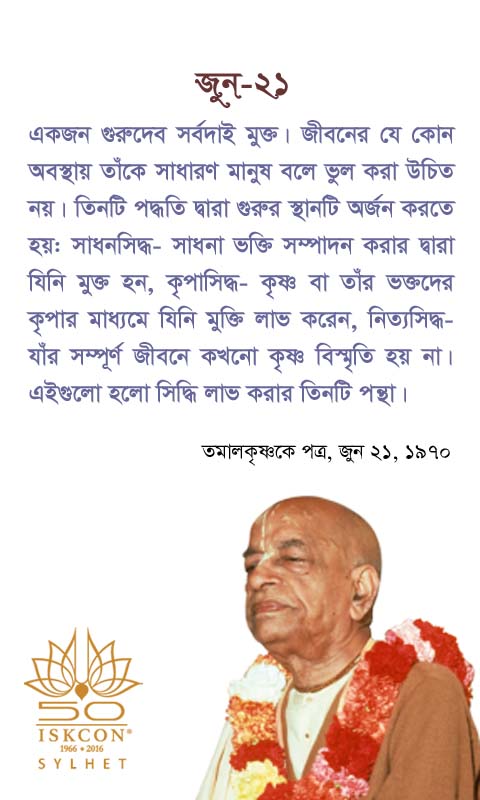 জুন-২১
একজন গুরুদেব সর্বদাই মুক্ত। জীবনের যে কোন
অবস্থায় তাঁকে সাধারণ মানুষ বলে ভুল করা উচিত
নয়। তিনটি পদ্ধতি দ্বারা গুরুর স্থানটি অর্জন করতে
হয়: সাধনসিদ্ধ- সাধনা ভক্তি সম্পাদন করার দ্বারা
যিনি মুক্ত হন, কৃপাসিদ্ধ- কৃষ্ণ বা তাঁর ভক্তদের
কৃপার মাধ্যমে যিনি মুক্তি লাভ করেন, নিত্যসিদ্ধ-
যাঁর সম্পূর্ণ জীবনে কখনো কৃষ্ণ বিস্মৃতি হয় না।
এইগুলো হলো সিদ্ধি লাভ করার তিনটি পন্থা।
তমালকৃষ্ণকে পত্র, জুন ২১, ১৯৭০
50
ISKCON®
1966 • 2016
SYLHET